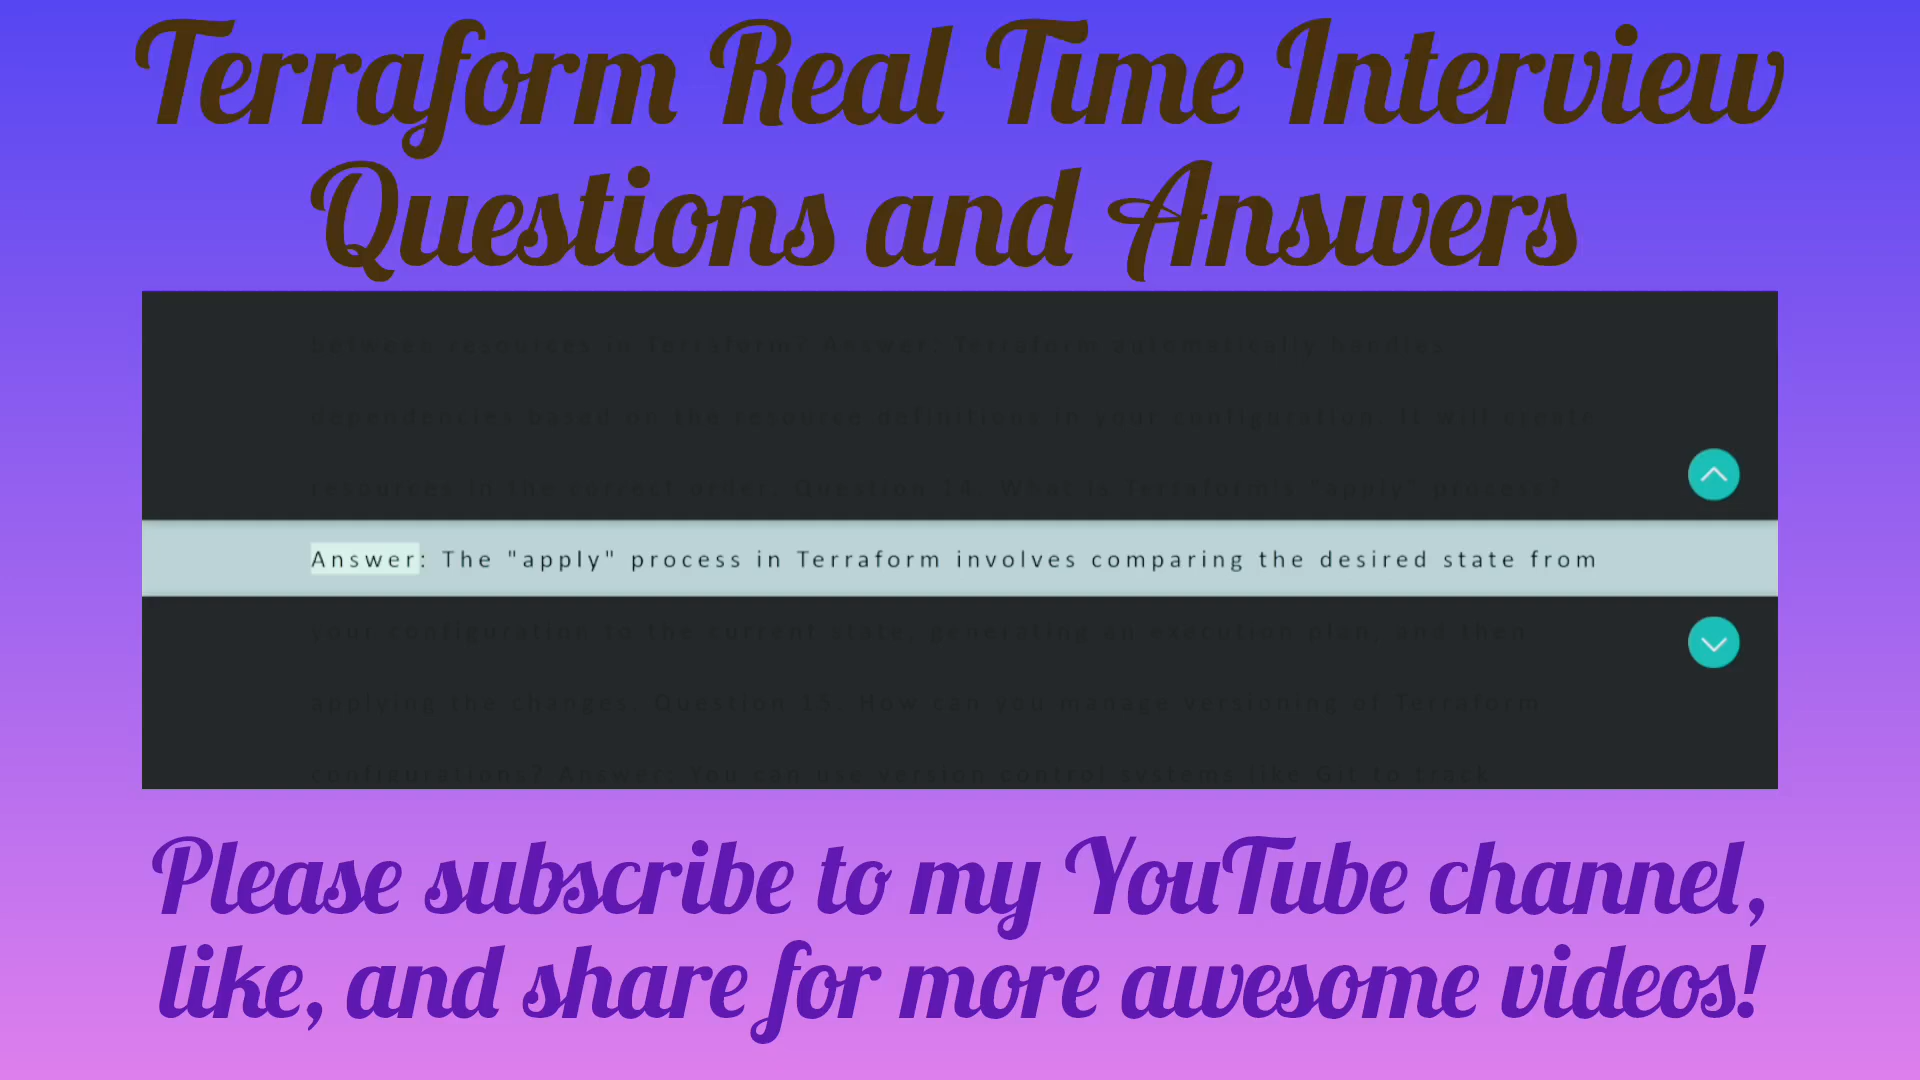 Terraform Real Time Interview
Questions and Answers
between resources in Terraform? Answer: Terraform automatically handles
dependencies based on the resource definitions in your configuration. It will create
resources in the correct order. Question 14. What is Terraform's "apply" process?
Answer: The "apply" process in Terraform involves comparing the desired state from
your configuration to the current state, generating an execution plan, and then
applying the changes. Question 15. How can you manage versioning of Terraform
configurations? Answer: You can use version control systems like Git to track
Please subscribe to my YouTube channel,
like, and share for more awesome videos!